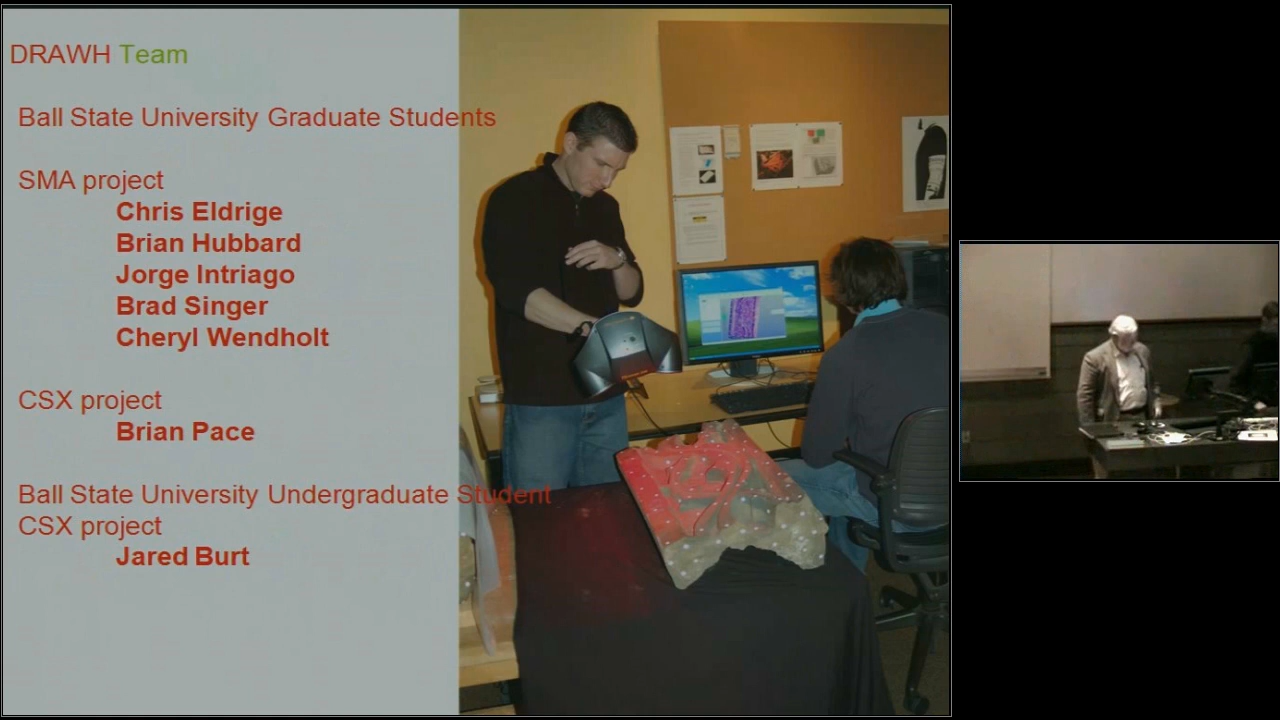 DRAWH Team
Ball State University Graduate Students
SMA project
Chris Eldrige
Brian Hubbard
Jorge Intriago
Brad Singer
Cheryl Wendholt
CSX project
Brian Pace
Ball State University Undergraduate Student
CSX project
Jared Burt